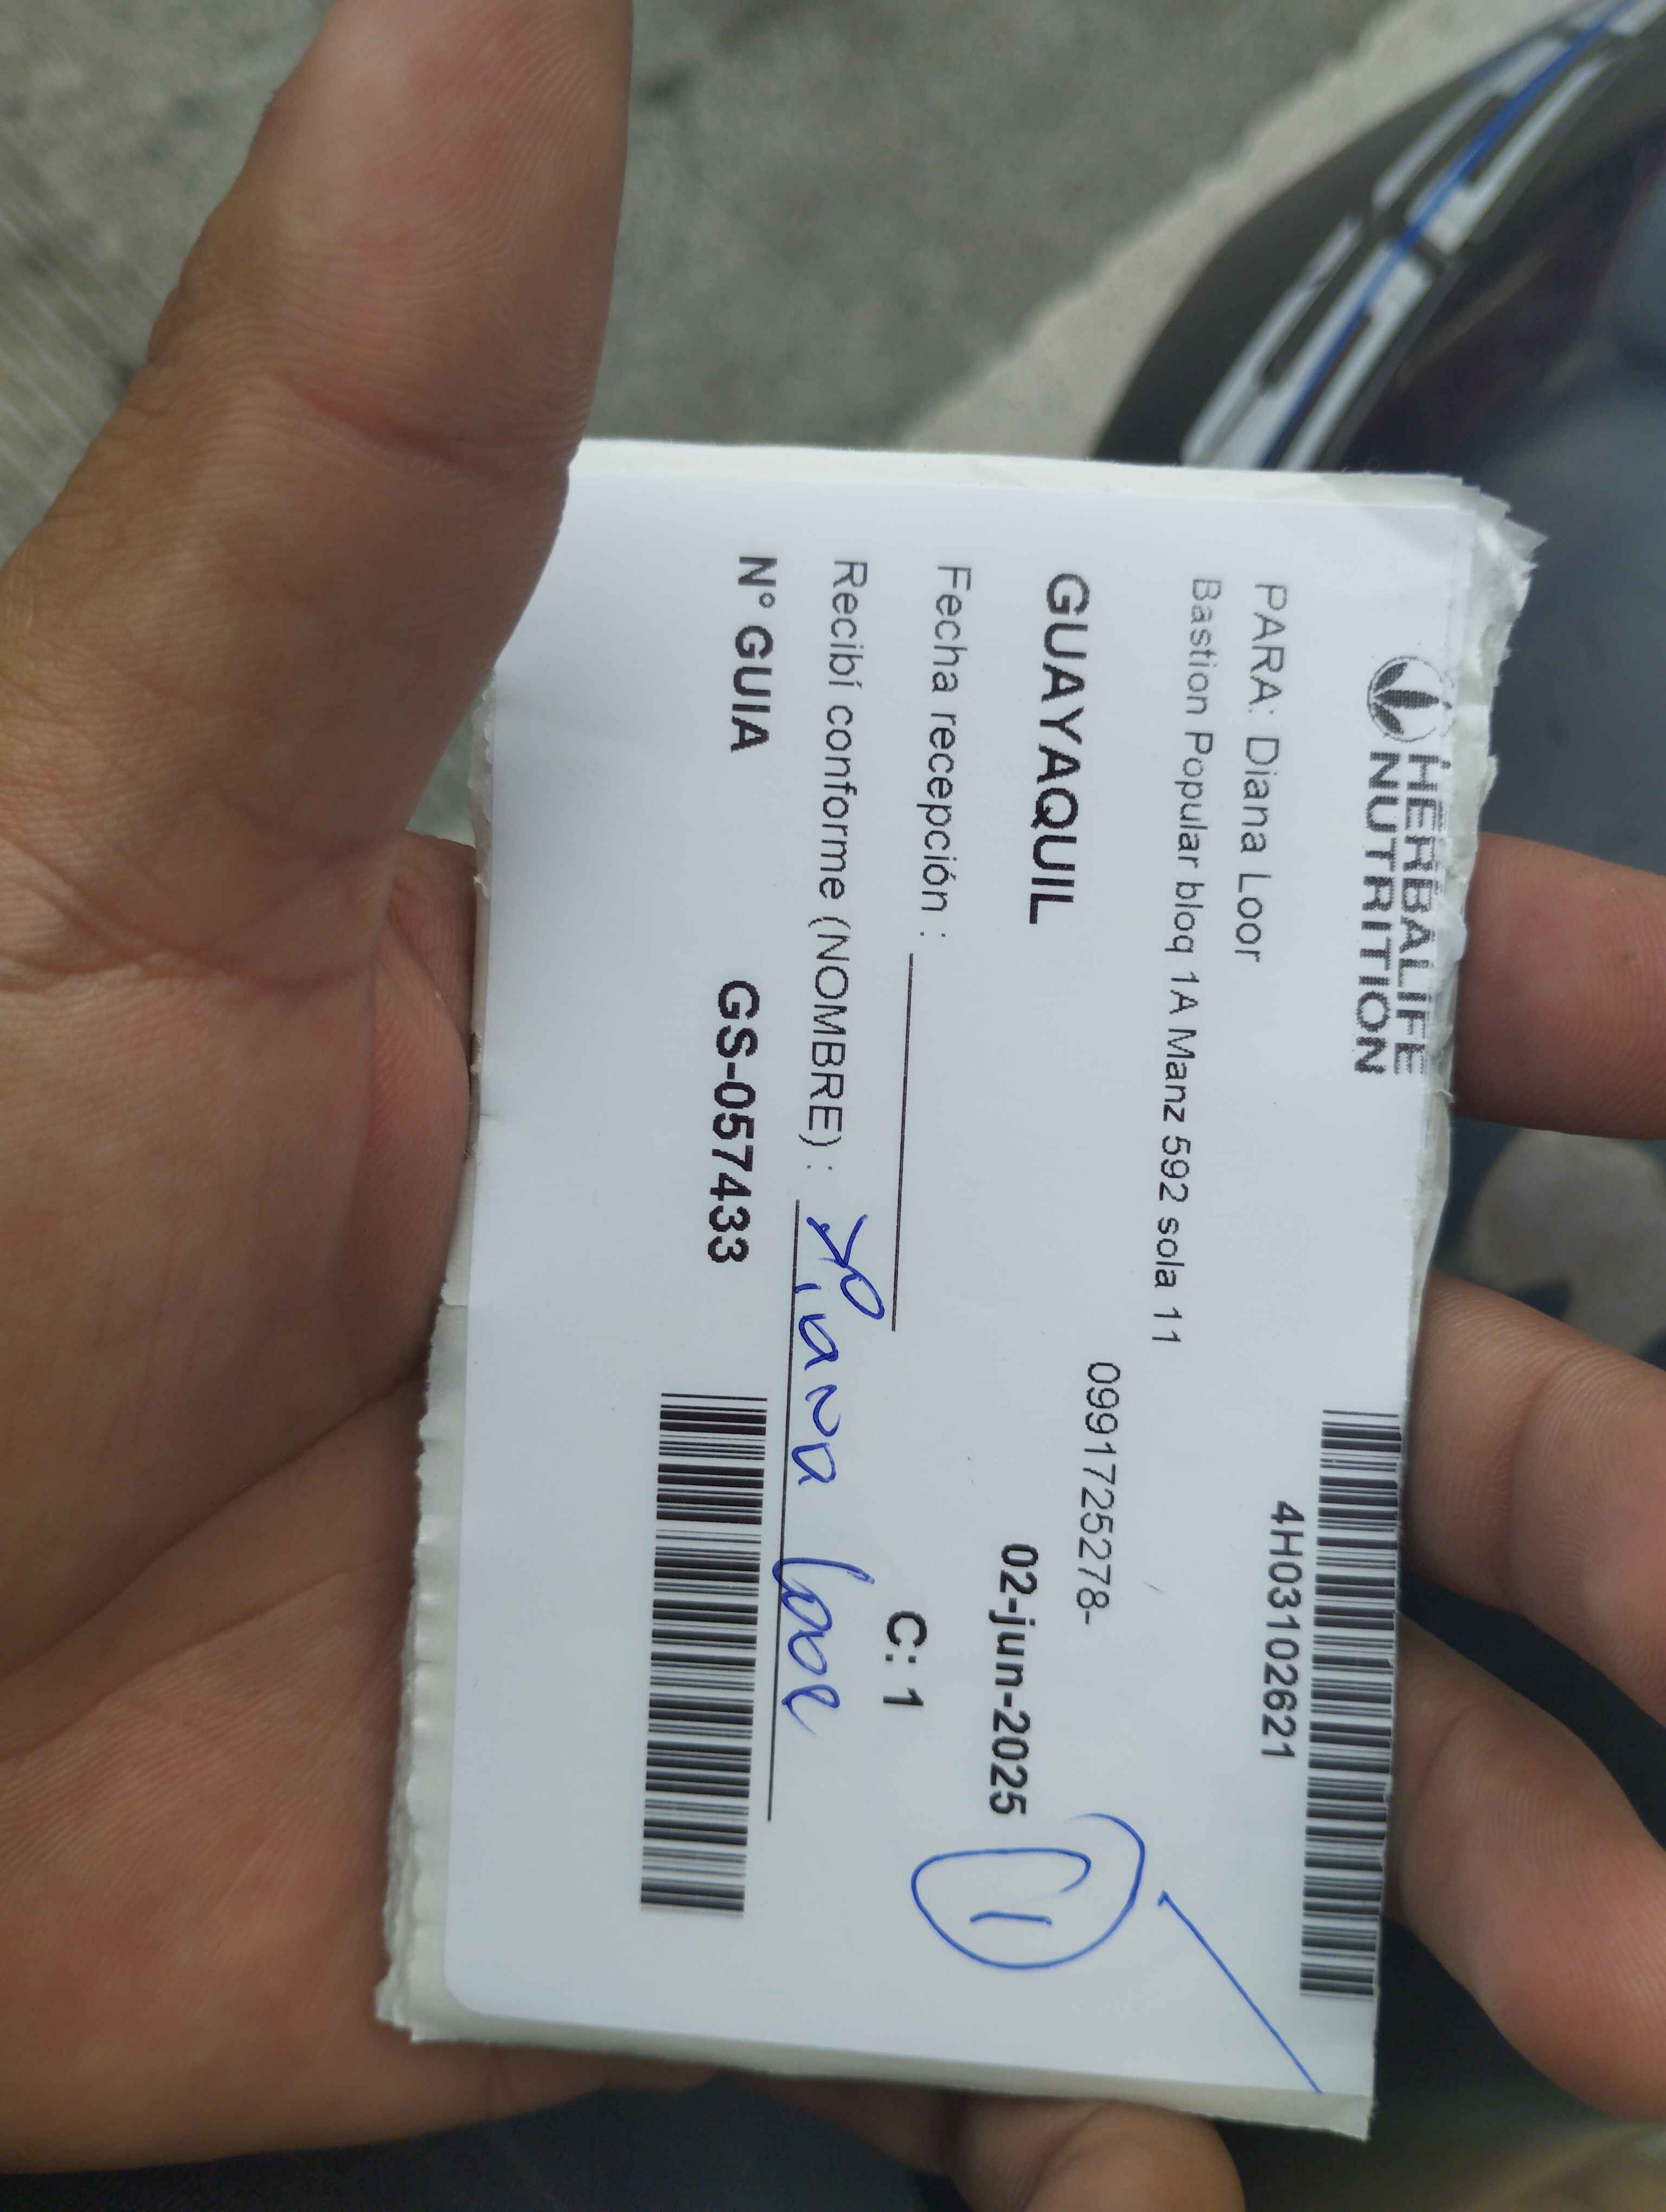 HERBALIFE
NUTRITION
4H03102621
PARA: Diana Loor
Bastion Popular bloq 1A Manz 592 sola 11
0991725278-
GUAYAQUIL
02-jun-2025
1
Fecha recepción :
C: 1
Recibí conforme (NOMBRE) : Diana Loor
Nº GUIA GS-057433